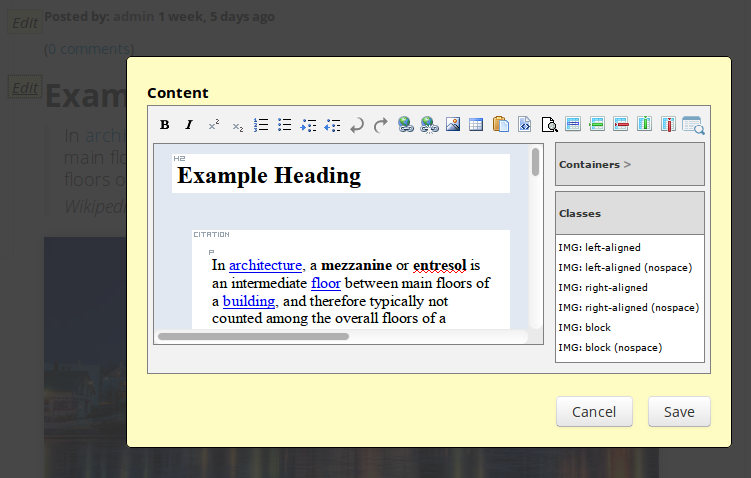 Edit
Posted by: admin 1 week, 5 days ago
(0 comments)
Edit
Exam
In archi
main flo
floors o
Wikipedi
Content
B I x² x₂
H2
Example Heading
CITATION
P
In architecture, a mezzanine or entresol is
an intermediate floor between main floors of
a building, and therefore typically not
counted among the overall floors of a
Containers >
Classes
IMG: left-aligned
IMG: left-aligned (nospace)
IMG: right-aligned
IMG: right-aligned (nospace)
IMG: block
IMG: block (nospace)
Cancel Save